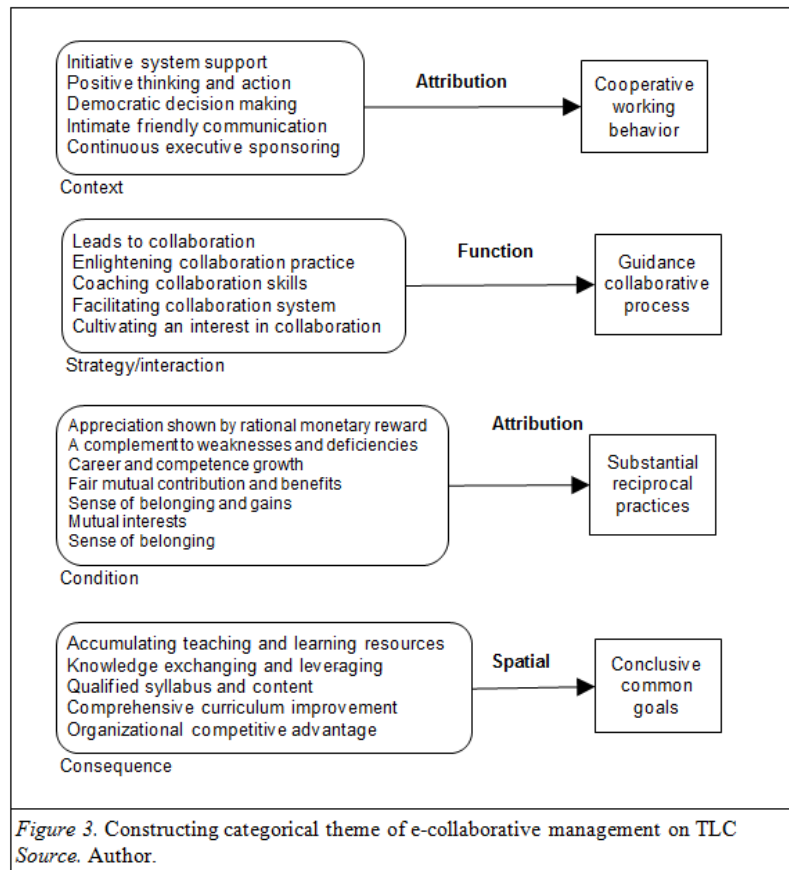 Initiative system support
Positive thinking and action
Democratic decision making
Intimate friendly communication
Continuous executive sponsoring
Context
Attribution
Cooperative
working
behavior
Leads to collaboration
Enlightening collaboration practice
Coaching collaboration skills
Facilitating collaboration system
Cultivating an interest in collaboration
Strategy/interaction
Function
Guidance
collaborative
process
Appreciation shown by rational monetary reward
A complement to weaknesses and deficiencies
Career and competence growth
Fair mutual contribution and benefits
Sense of belonging and gains
Mutual interests
Sense of belonging
Condition
Attribution
Substantial
reciprocal
practices
Accumulating teaching and learning resources
Knowledge exchanging and leveraging
Qualified syllabus and content
Comprehensive curriculum improvement
Organizational competitive advantage
Consequence
Spatial
Conclusive
common
goals
Figure 3. Constructing categorical theme of e-collaborative management on TLC
Source. Author.